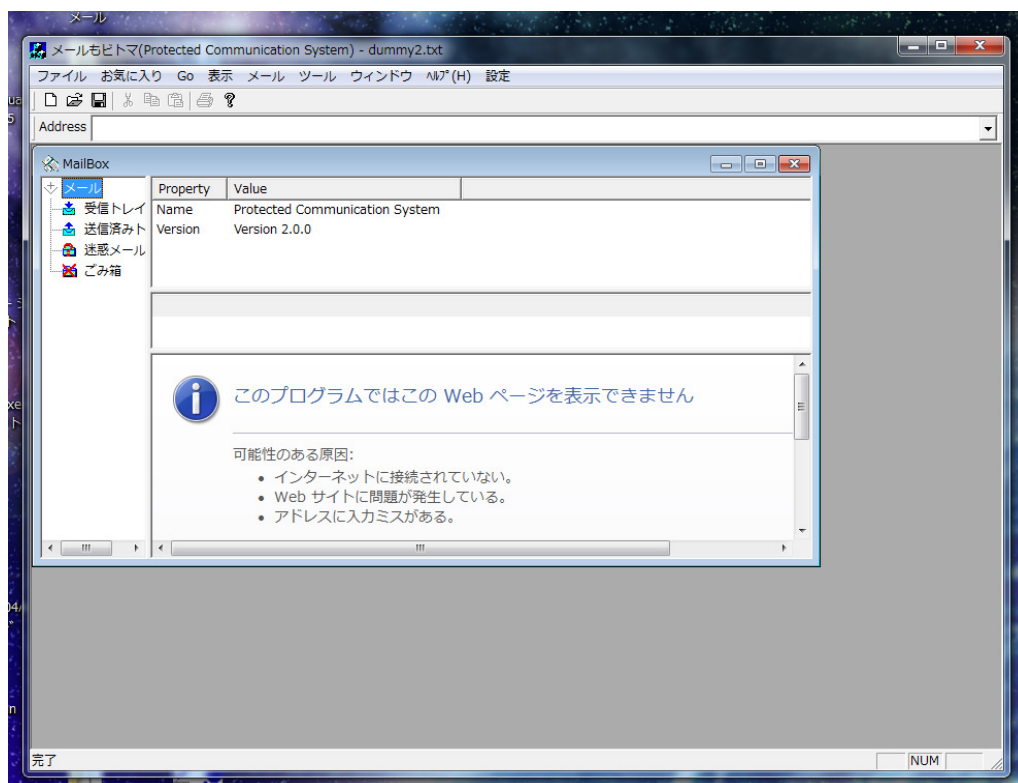 メール
メールもビトマ(Protected Communication System) - dummy2.txt
ファイル お気に入り Go 表示 メール ツール ウィンドウ ﾍﾙﾌﾟ(H) 設定
Address
MailBox
メール
受信トレイ
送信済みト
迷惑メール
ごみ箱
Property Value
Name Protected Communication System
Version Version 2.0.0
このプログラムではこの Web ページを表示できません
可能性のある原因:
• インターネットに接続されていない。
• Web サイトに問題が発生している。
• アドレスに入力ミスがある。
完了
NUM